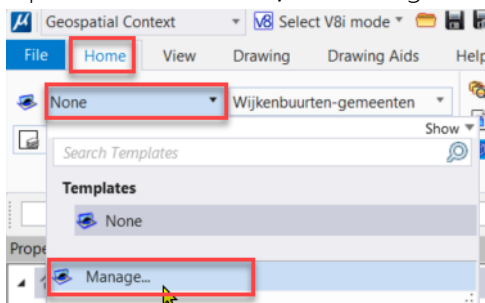 Geospatial Context V8i Select V8i mode
File Home View Drawing Drawing Aids Help
None Wijkenbuurten-gemeenten
Show
Search Templates
Templates
None
Prope
Manage...